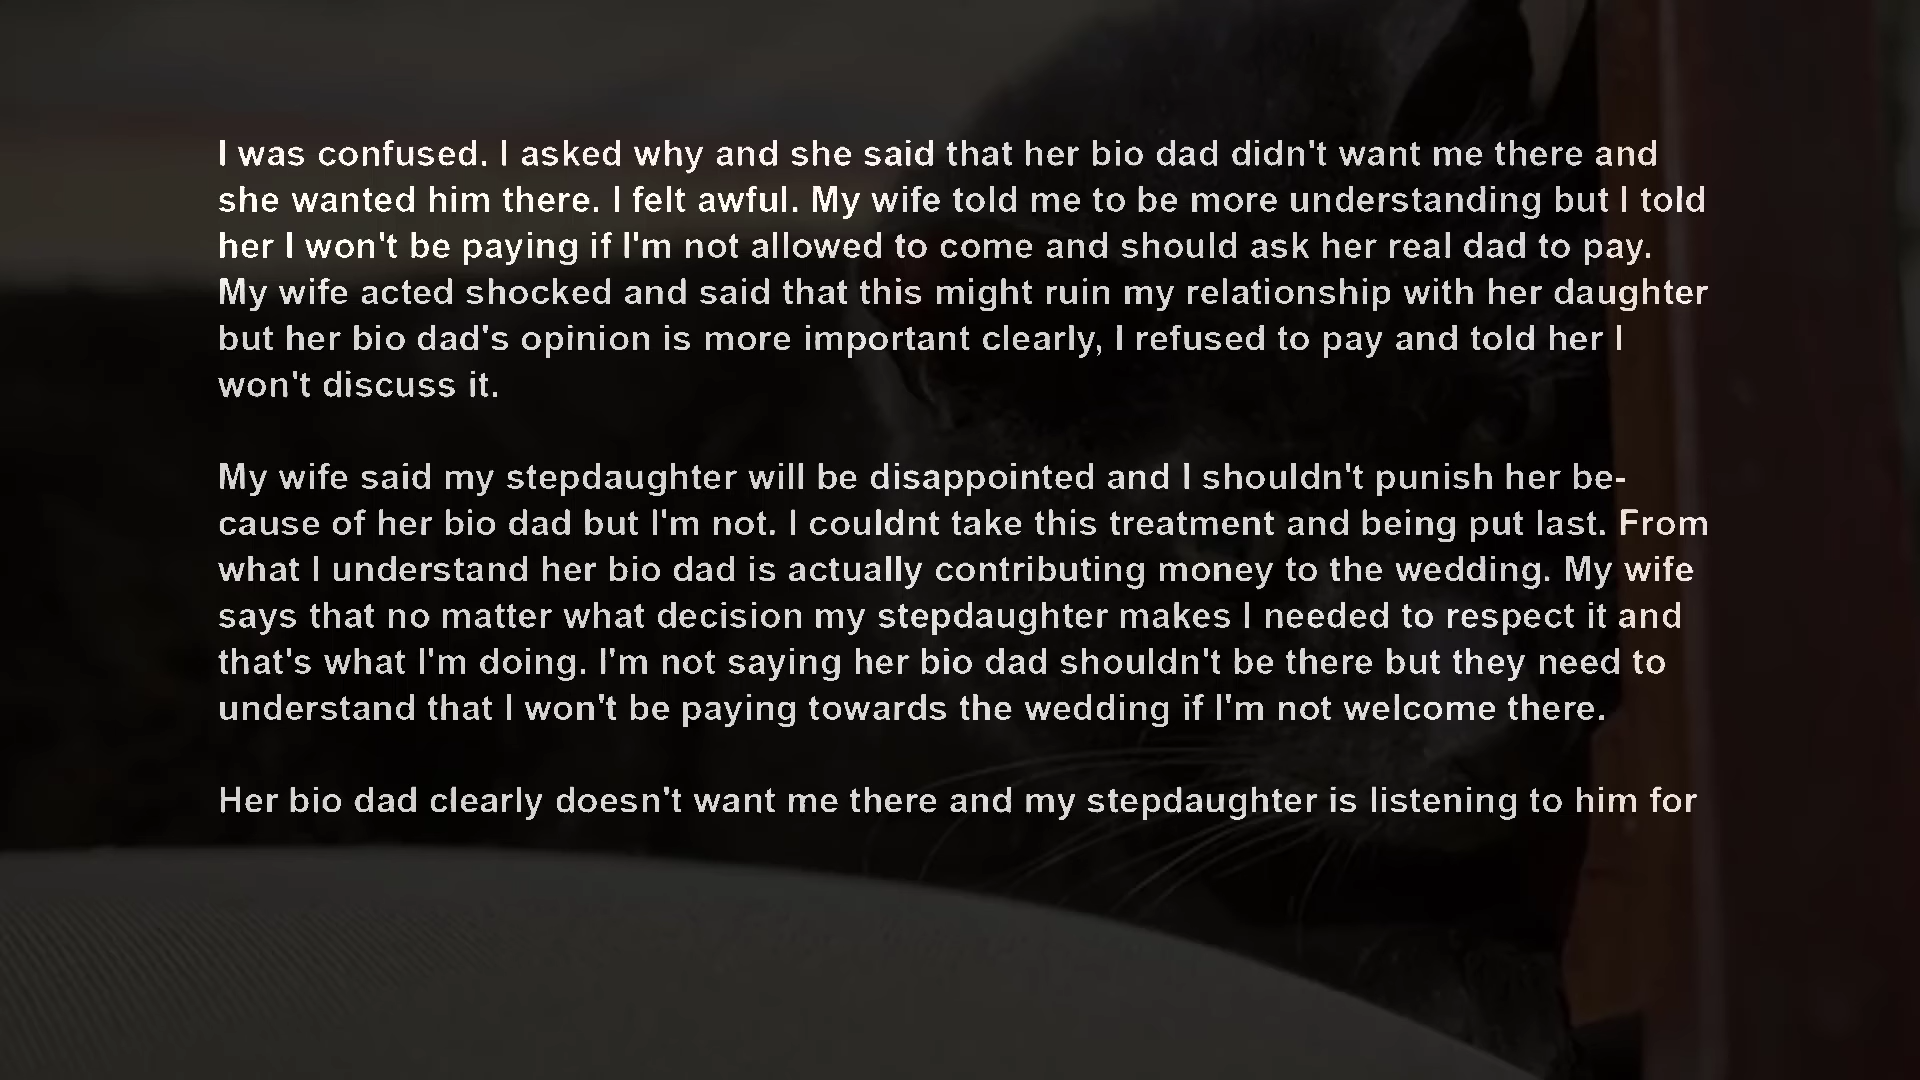 I was confused. I asked why and she said that her bio dad didn't want me there and
she wanted him there. I felt awful. My wife told me to be more understanding but I told
her I won't be paying if I'm not allowed to come and should ask her real dad to pay.
My wife acted shocked and said that this might ruin my relationship with her daughter
but her bio dad's opinion is more important clearly, I refused to pay and told her I
won't discuss it.
My wife said my stepdaughter will be disappointed and I shouldn't punish her be-
cause of her bio dad but I'm not. I couldnt take this treatment and being put last. From
what I understand her bio dad is actually contributing money to the wedding. My wife
says that no matter what decision my stepdaughter makes I needed to respect it and
that's what I'm doing. I'm not saying her bio dad shouldn't be there but they need to
understand that I won't be paying towards the wedding if I'm not welcome there.
Her bio dad clearly doesn't want me there and my stepdaughter is listening to him for